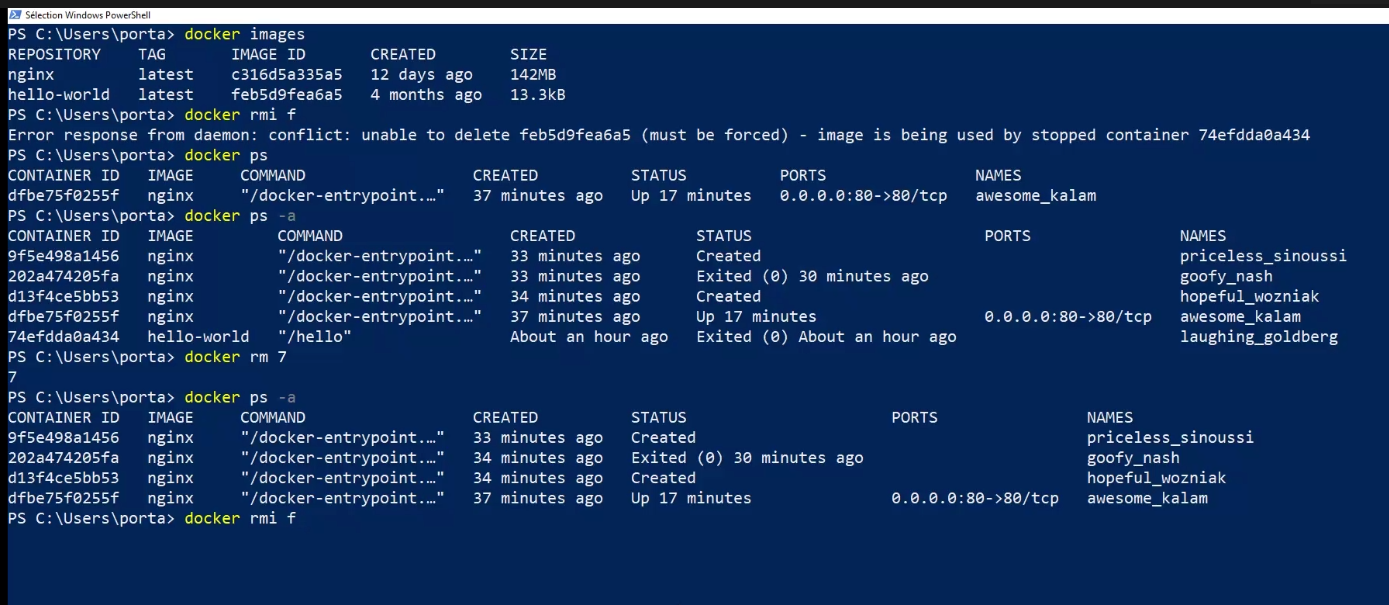 Sélection Windows PowerShell
PS C:\Users\porta> docker images
REPOSITORY TAG IMAGE ID CREATED SIZE
nginx latest c316d5a335a5 12 days ago 142MB
hello-world latest feb5d9fea6a5 4 months ago 13.3kB
PS C:\Users\porta> docker rmi f
Error response from daemon: conflict: unable to delete feb5d9fea6a5 (must be forced) - image is being used by stopped container 74efdda0a434
PS C:\Users\porta> docker ps
CONTAINER ID IMAGE COMMAND CREATED STATUS PORTS NAMES
dfbe75f0255f nginx "/docker-entrypoint.…" 37 minutes ago Up 17 minutes 0.0.0.0:80->80/tcp awesome_kalam
PS C:\Users\porta> docker ps -a
CONTAINER ID IMAGE COMMAND CREATED STATUS PORTS NAMES
9f5e498a1456 nginx "/docker-entrypoint.…" 33 minutes ago Created priceless_sinoussi
202a474205fa nginx "/docker-entrypoint.…" 33 minutes ago Exited (0) 30 minutes ago goofy_nash
d13f4ce5bb53 nginx "/docker-entrypoint.…" 34 minutes ago Created hopeful_wozniak
dfbe75f0255f nginx "/docker-entrypoint.…" 37 minutes ago Up 17 minutes 0.0.0.0:80->80/tcp awesome_kalam
74efdda0a434 hello-world "/hello" About an hour ago Exited (0) About an hour ago laughing_goldberg
PS C:\Users\porta> docker rm 7
7
PS C:\Users\porta> docker ps -a
CONTAINER ID IMAGE COMMAND CREATED STATUS PORTS NAMES
9f5e498a1456 nginx "/docker-entrypoint.…" 33 minutes ago Created priceless_sinoussi
202a474205fa nginx "/docker-entrypoint.…" 34 minutes ago Exited (0) 30 minutes ago goofy_nash
d13f4ce5bb53 nginx "/docker-entrypoint.…" 34 minutes ago Created hopeful_wozniak
dfbe75f0255f nginx "/docker-entrypoint.…" 37 minutes ago Up 17 minutes 0.0.0.0:80->80/tcp awesome_kalam
PS C:\Users\porta> docker rmi f